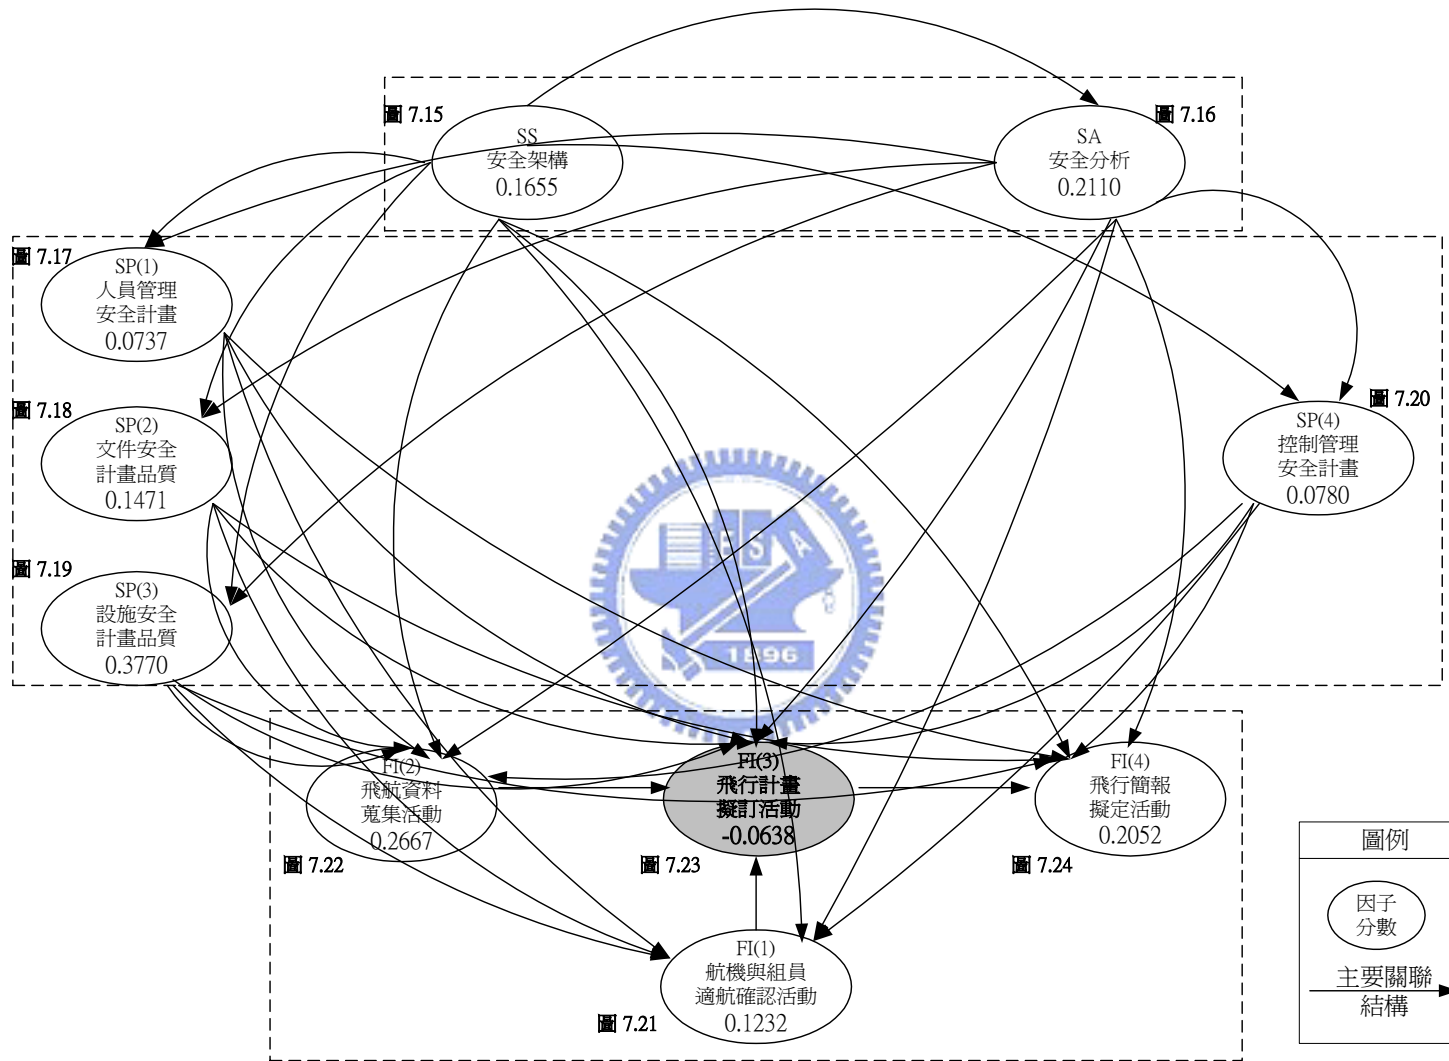 圖 7.15
SS
安全架構
0.1655
SA
安全分析
0.2110
圖 7.16
圖 7.17
SP(1)
人員管理
安全計畫
0.0737
圖 7.18
SP(2)
文件安全
計畫品質
0.1471
圖 7.19
SP(3)
設施安全
計畫品質
0.3770
圖 7.20
SP(4)
控制管理
安全計畫
0.0780
E S A
1896
FI(2)
飛航資料
蒐集活動
0.2667
圖 7.22
FI(3)
飛行計畫
擬訂活動
-0.0638
圖 7.23
FI(4)
飛行簡報
擬定活動
0.2052
圖 7.24
FI(1)
航機與組員
適航確認活動
0.1232
圖 7.21
圖例
因子
分數
主要關聯
結構